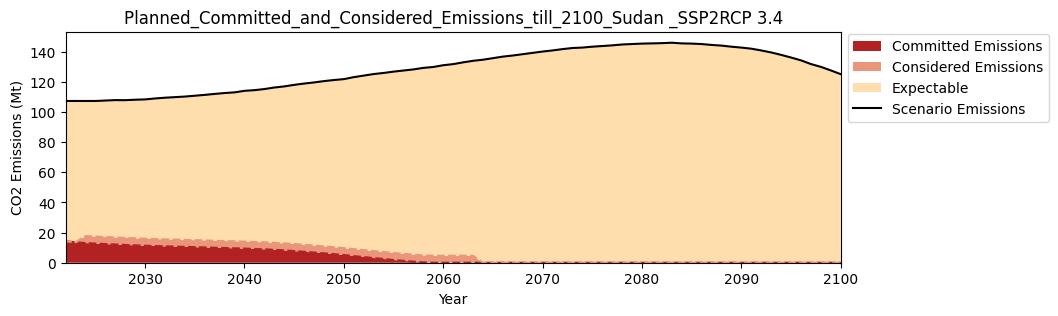 Planned_Committed_and_Considered_Emissions_till_2100_Sudan _SSP2RCP 3.4
Committed Emissions
Considered Emissions
Expectable
Scenario Emissions
CO2 Emissions (Mt)
140
120
100
80
60
40
20
0
2030 2040 2050 2060 2070 2080 2090 2100
Year